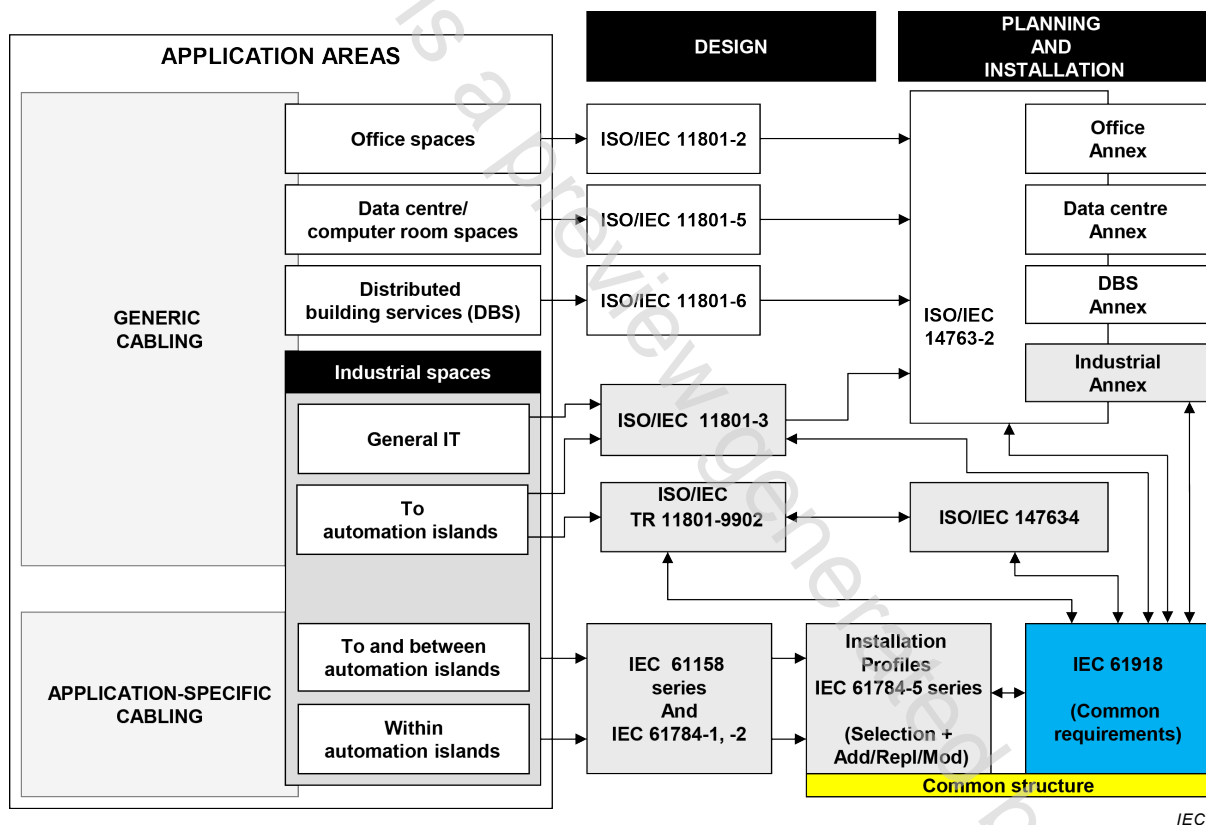 APPLICATION AREAS
DESIGN
PLANNING
AND
INSTALLATION
GENERIC
CABLING
Office spaces
ISO/IEC 11801-2
Office
Annex
Data centre/
computer room spaces
ISO/IEC 11801-5
Data centre
Annex
Distributed
building services (DBS)
ISO/IEC 11801-6
DBS
Annex
ISO/IEC
14763-2
Industrial spaces
Industrial
Annex
General IT
ISO/IEC 11801-3
To
automation islands
ISO/IEC
TR 11801-9902
ISO/IEC 14763-4
APPLICATION-SPECIFIC
CABLING
To and between
automation islands
Within
automation islands
IEC 61158
series
And
IEC 61784-1, -2
Installation
Profiles
IEC 61784-5 series
(Selection +
Add/Repl/Mod)
IEC 61918
(Common
requirements)
Common structure
IEC
is a preview generated